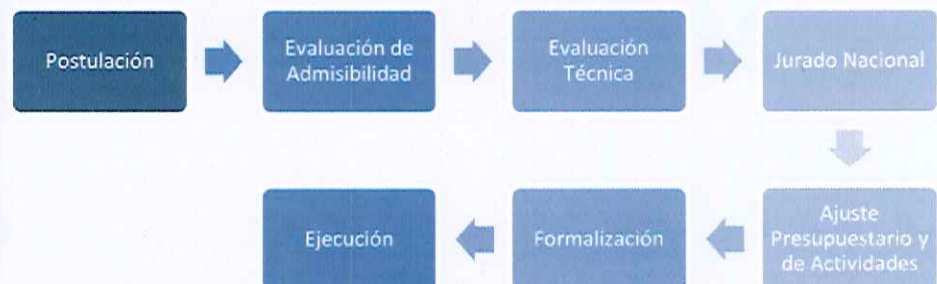 Postulación
Evaluación de
Admisibilidad
Evaluación
Técnica
Jurado Nacional
Ajuste
Presupuestario y
de Actividades
Formalización
Ejecución